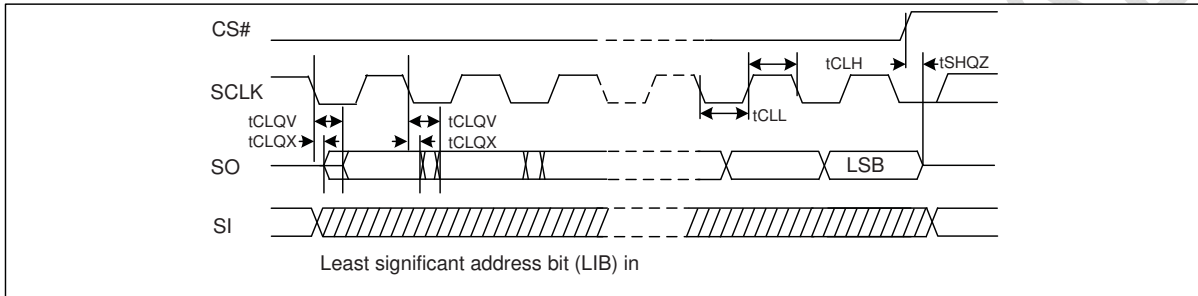 CS#
tCLH
tSHQZ
SCLK
tCLL
tCLQV
tCLQV
tCLQX
tCLQX
SO
LSB
SI
Least significant address bit (LIB) in